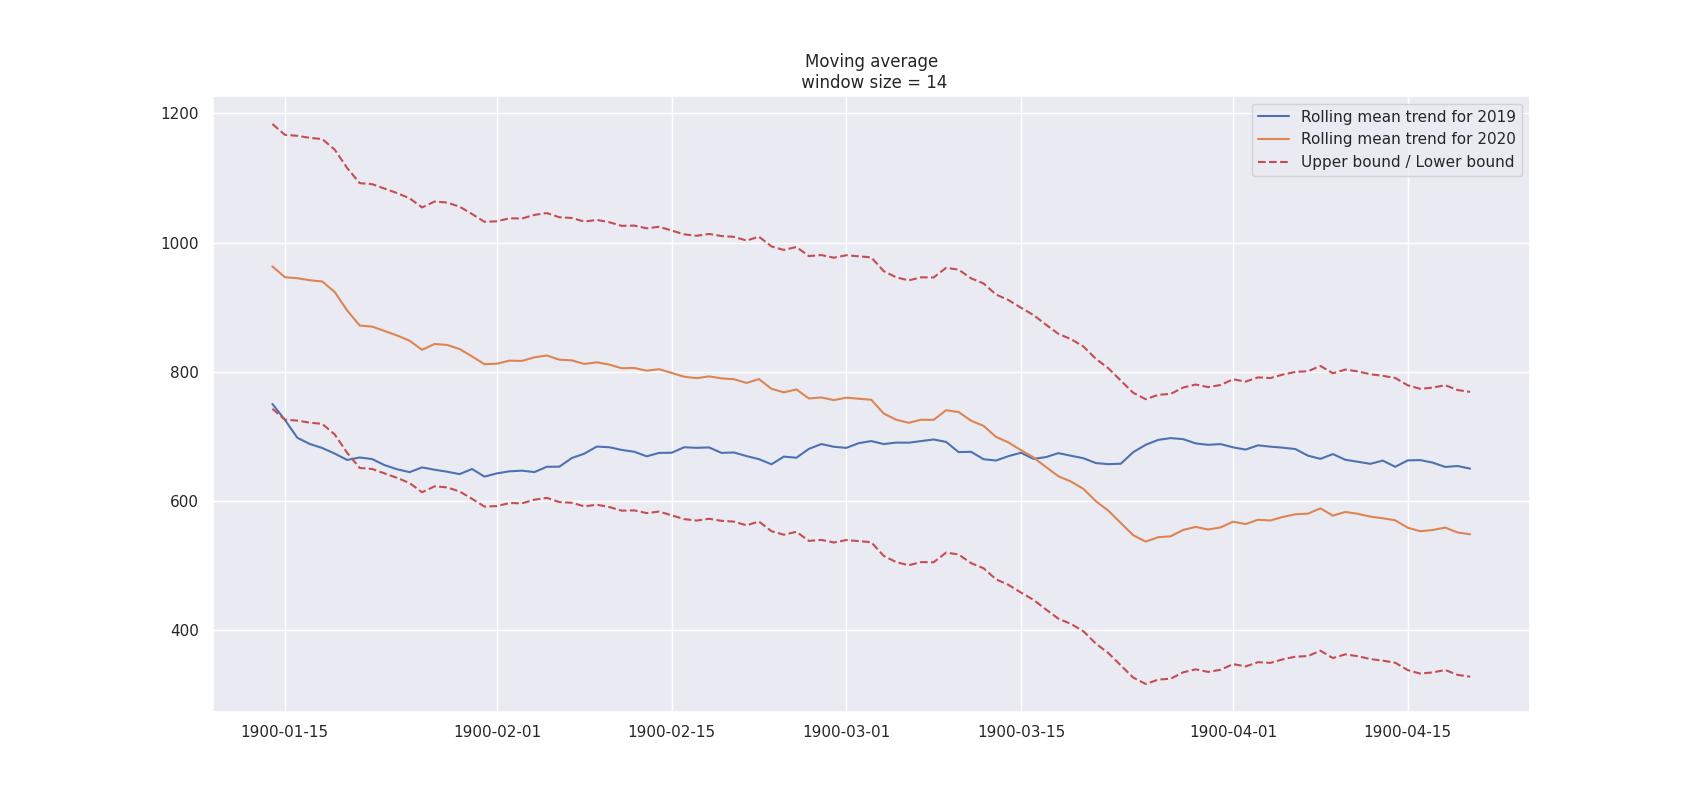 Moving average
window size = 14
1200
1000
800
600
400
Rolling mean trend for 2019
Rolling mean trend for 2020
Upper bound / Lower bound
1900-01-15
1900-02-01
1900-02-15
1900-03-01
1900-03-15
1900-04-01
1900-04-15